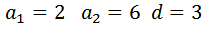 a₁ = 2 a₂ = 6 d = 3